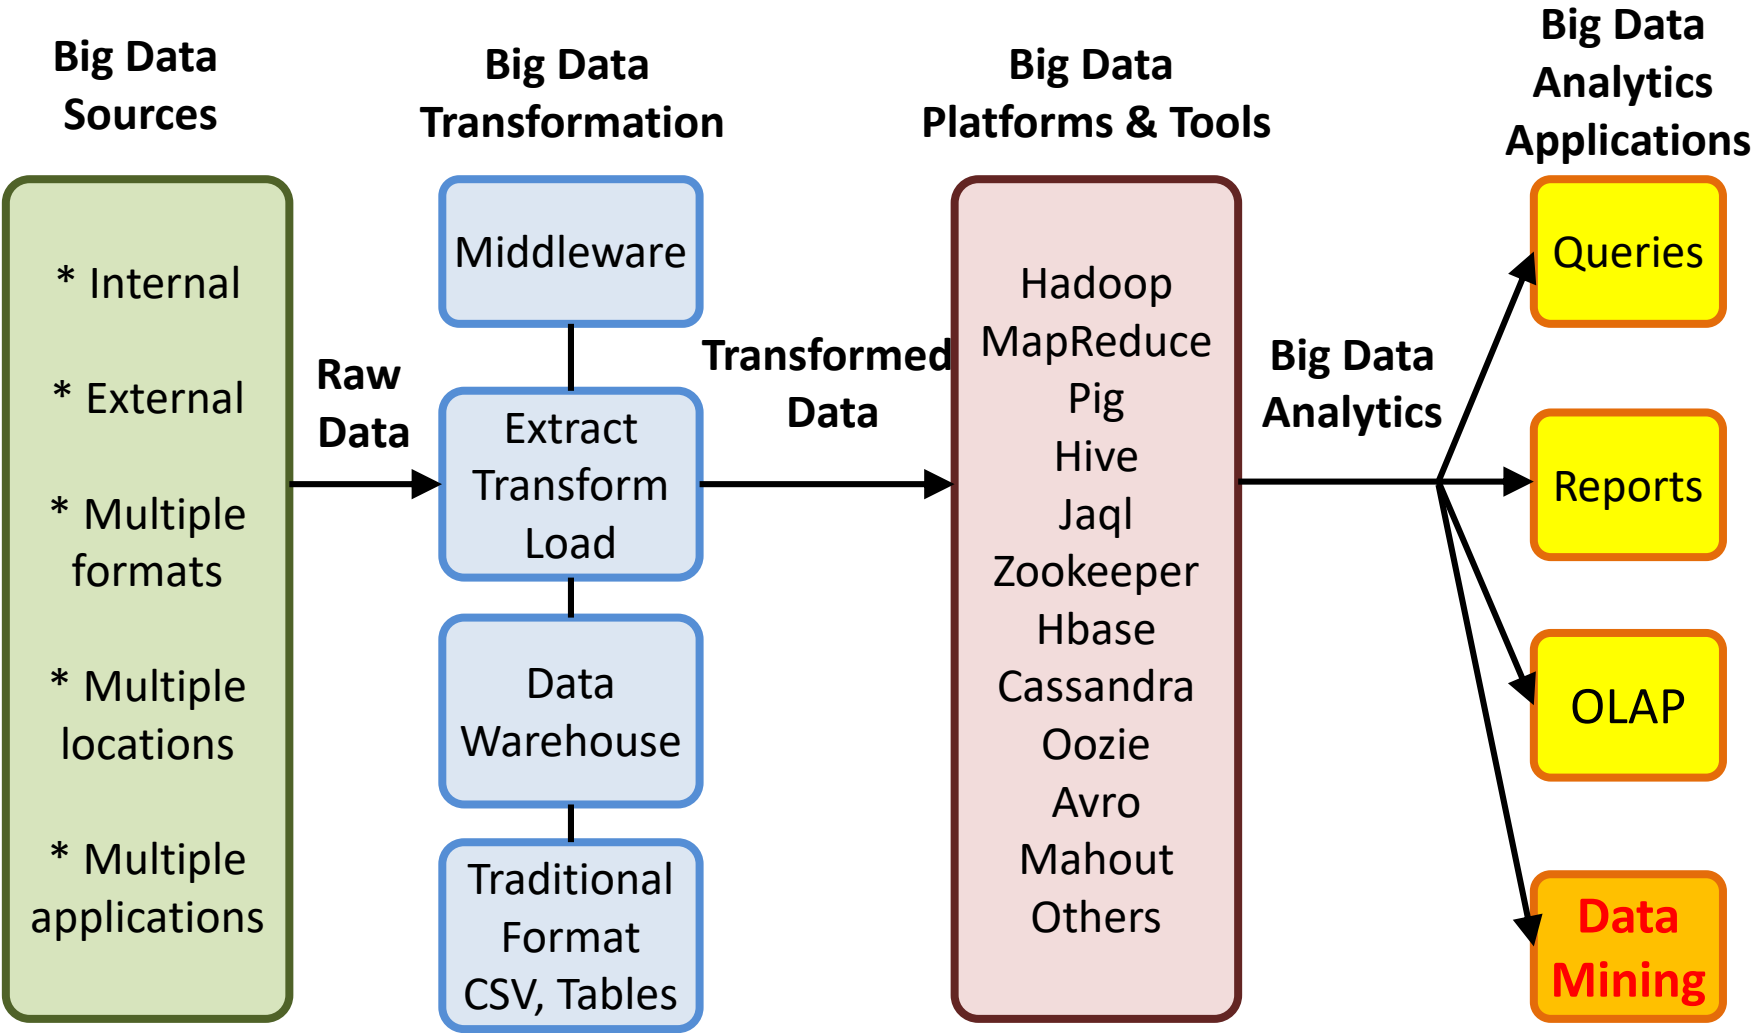 Big Data
Sources
Big Data
Transformation
Big Data
Platforms & Tools
Big Data
Analytics
Applications
* Internal
* External
* Multiple
formats
* Multiple
locations
* Multiple
applications
Raw
Data
Middleware
Extract
Transform
Load
Data
Warehouse
Traditional
Format
CSV, Tables
Transformed
Data
Hadoop
MapReduce
Pig
Hive
Jaql
Zookeeper
Hbase
Cassandra
Oozie
Avro
Mahout
Others
Big Data
Analytics
Queries
Reports
OLAP
Data
Mining